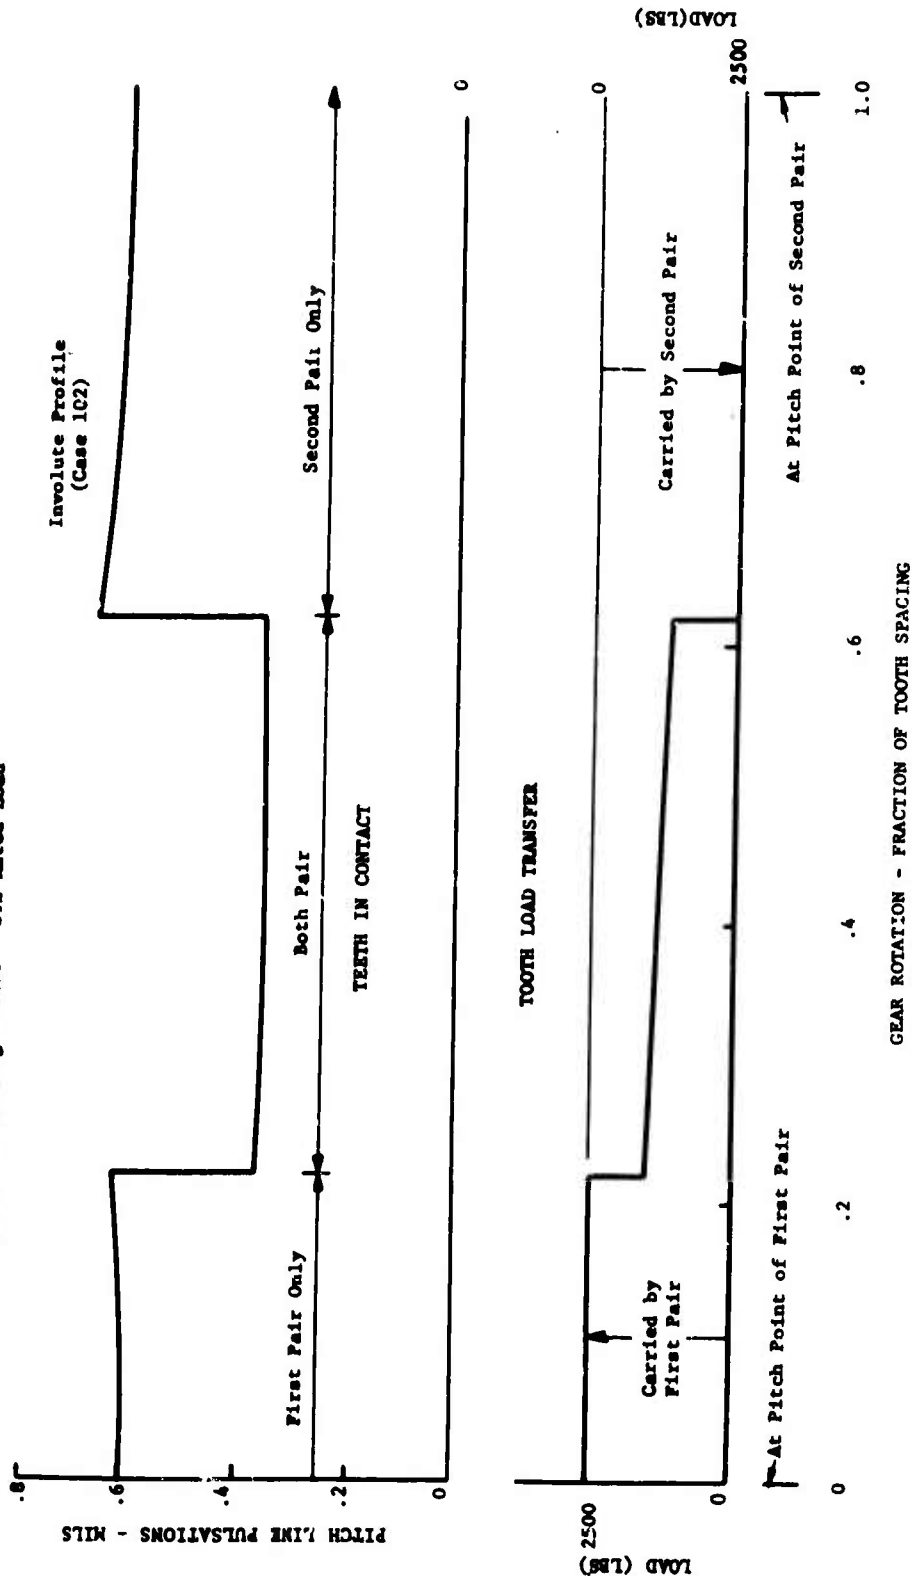 Involute Profile
(Case 102)
PITCH LINE PULSATIONS - MILS
.8
.6
.4
.2
0
First Pair Only
Both Pair
Second Pair Only
TEETH IN CONTACT
0
TOOTH LOAD TRANSFER
LOAD (LBS)
2500
0
Carried by
First Pair
Carried by Second Pair
0
2500
LOAD(LBS)
At Pitch Point of First Pair
At Pitch Point of Second Pair
0
.2
.4
.6
.8
1.0
GEAR ROTATION - FRACTION OF TOOTH SPACING